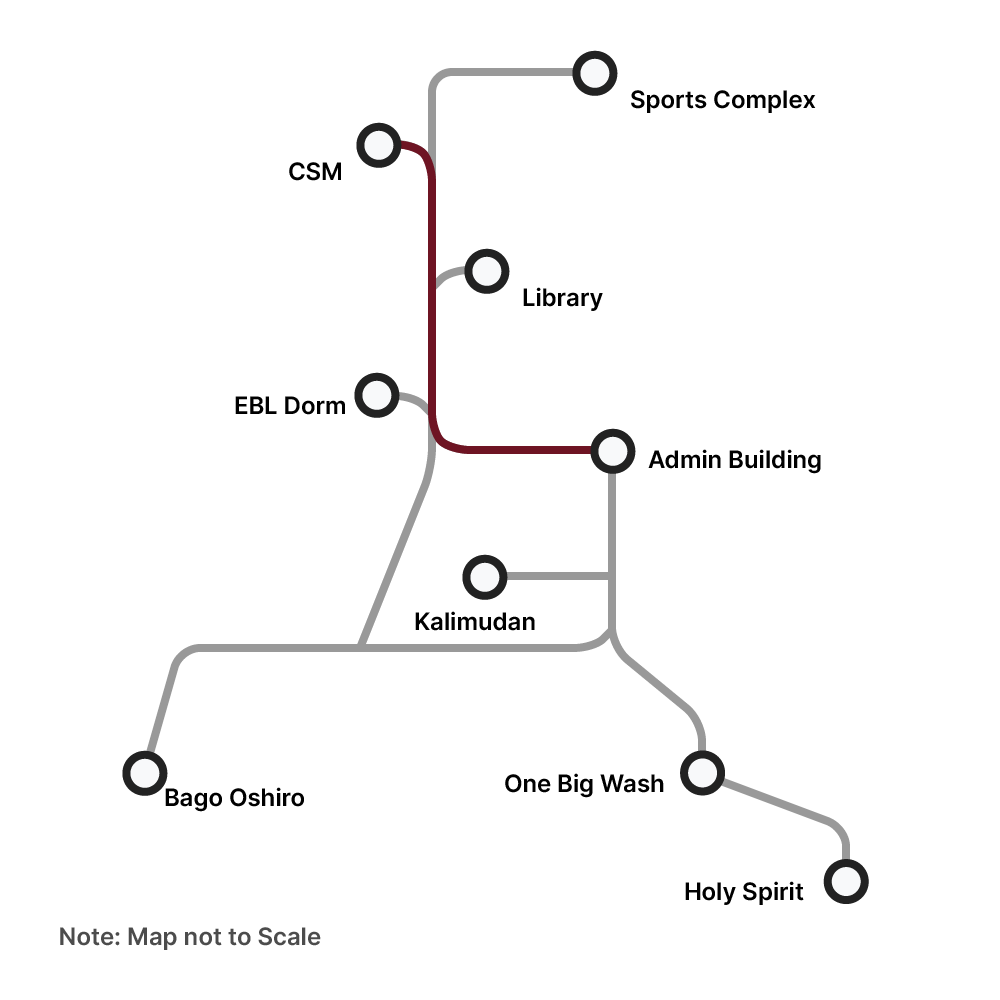 Sports Complex
CSM
Library
EBL Dorm
Admin Building
Kalimudan
One Big Wash
Bago Oshiro
Holy Spirit
Note: Map not to Scale